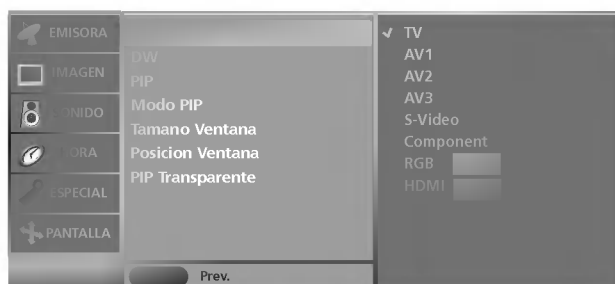 EMISORA
IMAGEN
SONIDO
HORA
ESPECIAL
PANTALLA
DW
PIP
Modo PIP
Tamano Ventana
Posicion Ventana
PIP Transparente
Prev.
TV
AV1
AV2
AV3
S-Video
Component
RGB
HDMI